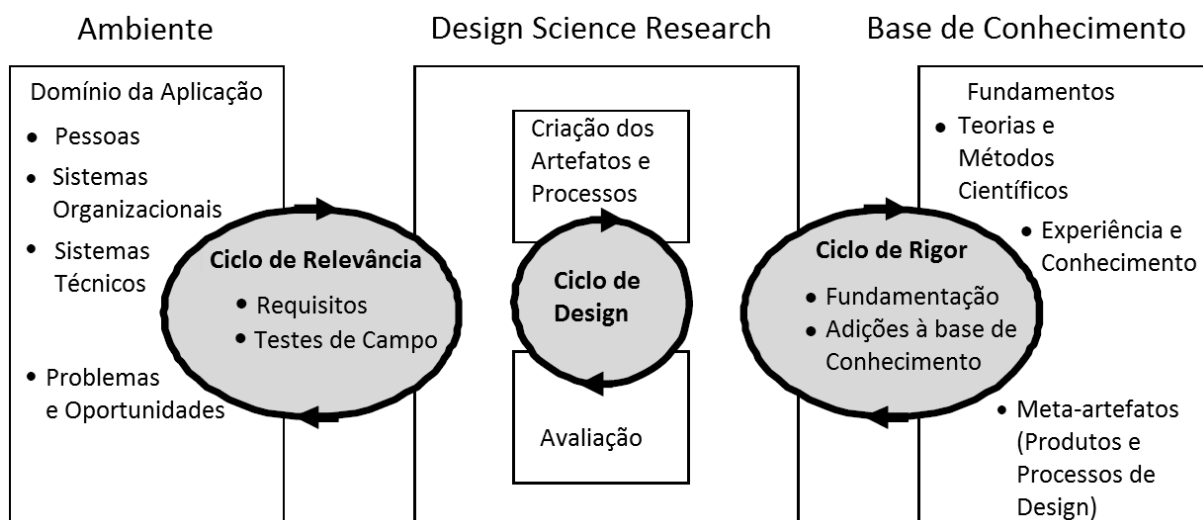 Ambiente
Design Science Research
Base de Conhecimento
Domínio da Aplicação
• Pessoas
• Sistemas
Organizacionais
• Sistemas
Técnicos
• Problemas
e Oportunidades
Ciclo de Relevância
• Requisitos
• Testes de Campo
Criação dos
Artefatos e
Processos
Ciclo de
Design
Avaliação
Ciclo de Rigor
• Fundamentação
• Adições à base de
Conhecimento
Fundamentos
• Teorias e
Métodos
Científicos
• Experiência e
Conhecimento
• Meta-artefatos
(Produtos e
Processos de
Design)